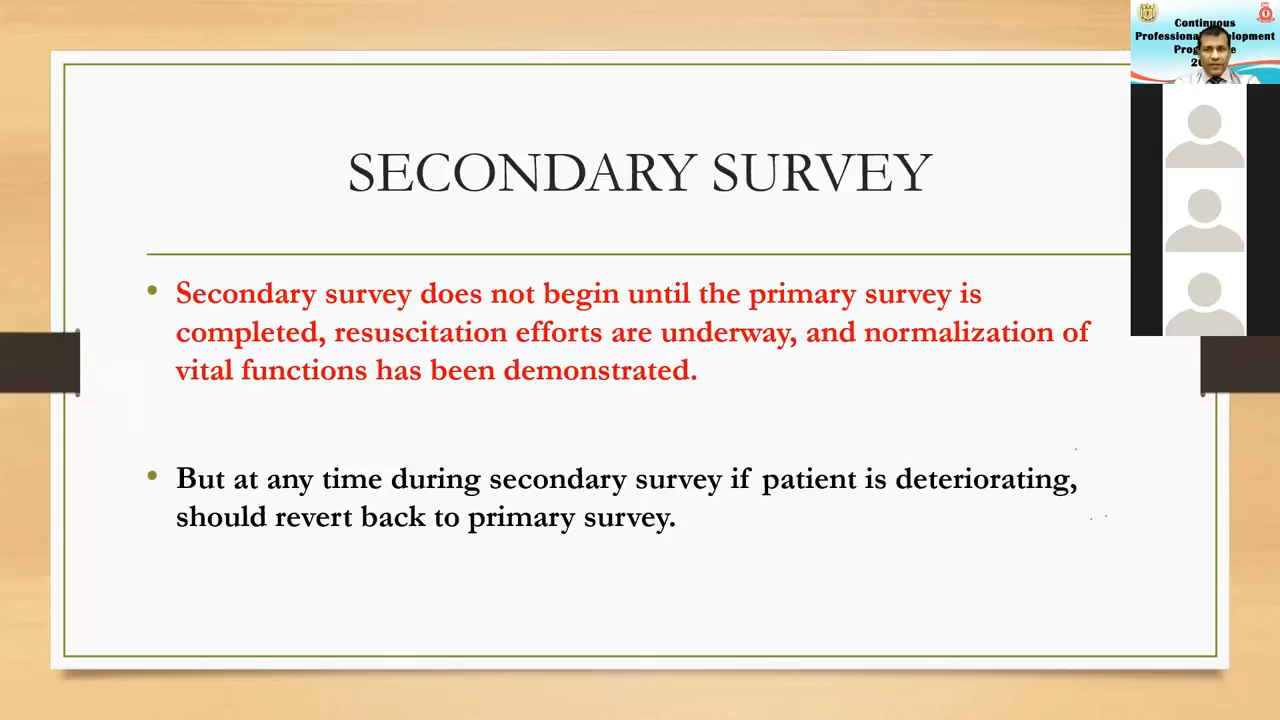 Continuous
Professional
SECONDARY SURVEY
• Secondary survey does not begin until the primary survey is
completed, resuscitation efforts are underway, and normalization of
vital functions has been demonstrated.
• But at any time during secondary survey if patient is deteriorating,
should revert back to primary survey.